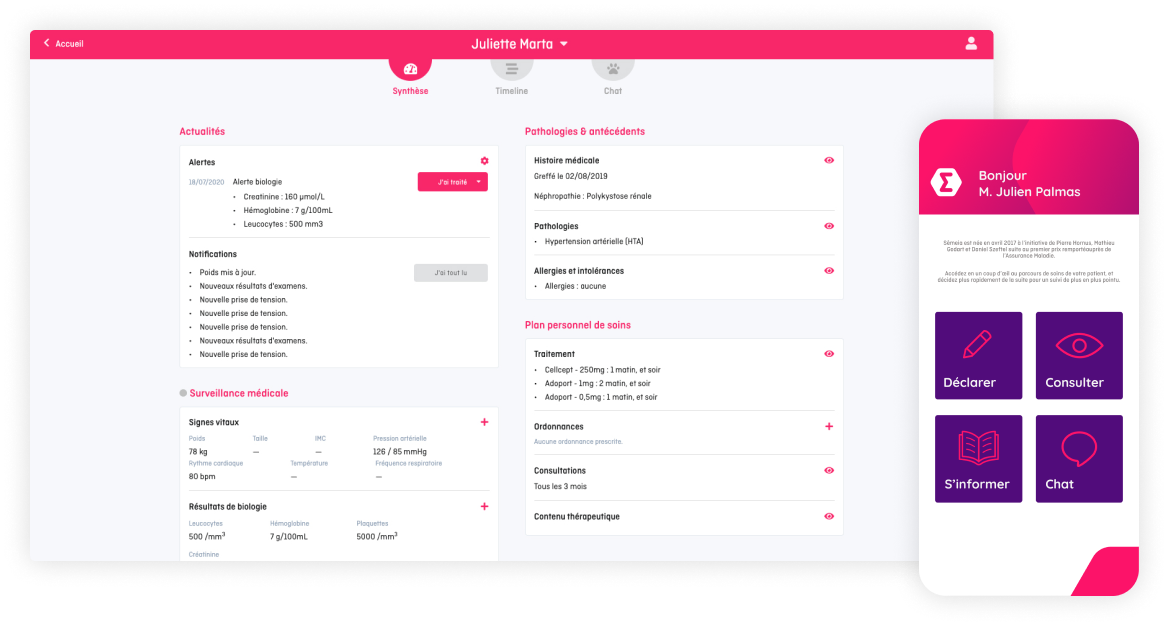 Accueil
Juliette Marta
Synthèse
Timeline
Chat
Actualités
Alertes
18/07/2020 Alerte biologie
J'ai traité
• Creatinine : 160 µmol/L
• Hémoglobine : 7 g/100mL
• Leucocytes : 500 mm3
Notifications
• Poids mis à jour.
J'ai tout lu
• Nouveaux résultats d'examens.
• Nouvelle prise de tension.
• Nouvelle prise de tension.
• Nouvelle prise de tension.
• Nouveaux résultats d'examens.
• Nouvelle prise de tension.
Surveillance médicale
Signes vitaux
Poids Taille IMC Pression artérielle
78 kg — — 126 / 85 mmHg
Rythme cardiaque Température Fréquence respiratoire
80 bpm — —
Résultats de biologie
Leucocytes Hémoglobine Plaquettes
500 /mm³ 7 g/100mL 5000 /mm³
Créatinine
Pathologies & antécédents
Histoire médicale
Greffé le 02/08/2019
Néphropathie : Polykystose rénale
Pathologies
• Hypertension artérielle (HTA)
Allergies et intolérances
• Allergies : aucune
Plan personnel de soins
Traitement
• Cellcept - 250mg : 1 matin, et soir
• Adoport - 1mg : 2 matin, et soir
• Adoport - 0,5mg : 1 matin, et soir
Ordonnances
Aucune ordonnance prescrite.
Consultations
Tous les 3 mois
Contenu thérapeutique
Σ
Bonjour
M. Julien Palmas
Sêmeia est née en avril 2017 à l'initiative de Pierre Hornus, Mathieu
Godart et Daniel Szeftel suite au premier prix remportéauprès de
l'Assurance Maladie.
Accédez en un coup d'œil au parcours de soins de votre patient, et
décidez plus rapidement de la suite pour un suivi de plus en plus pointu.
Déclarer
Consulter
S'informer
Chat